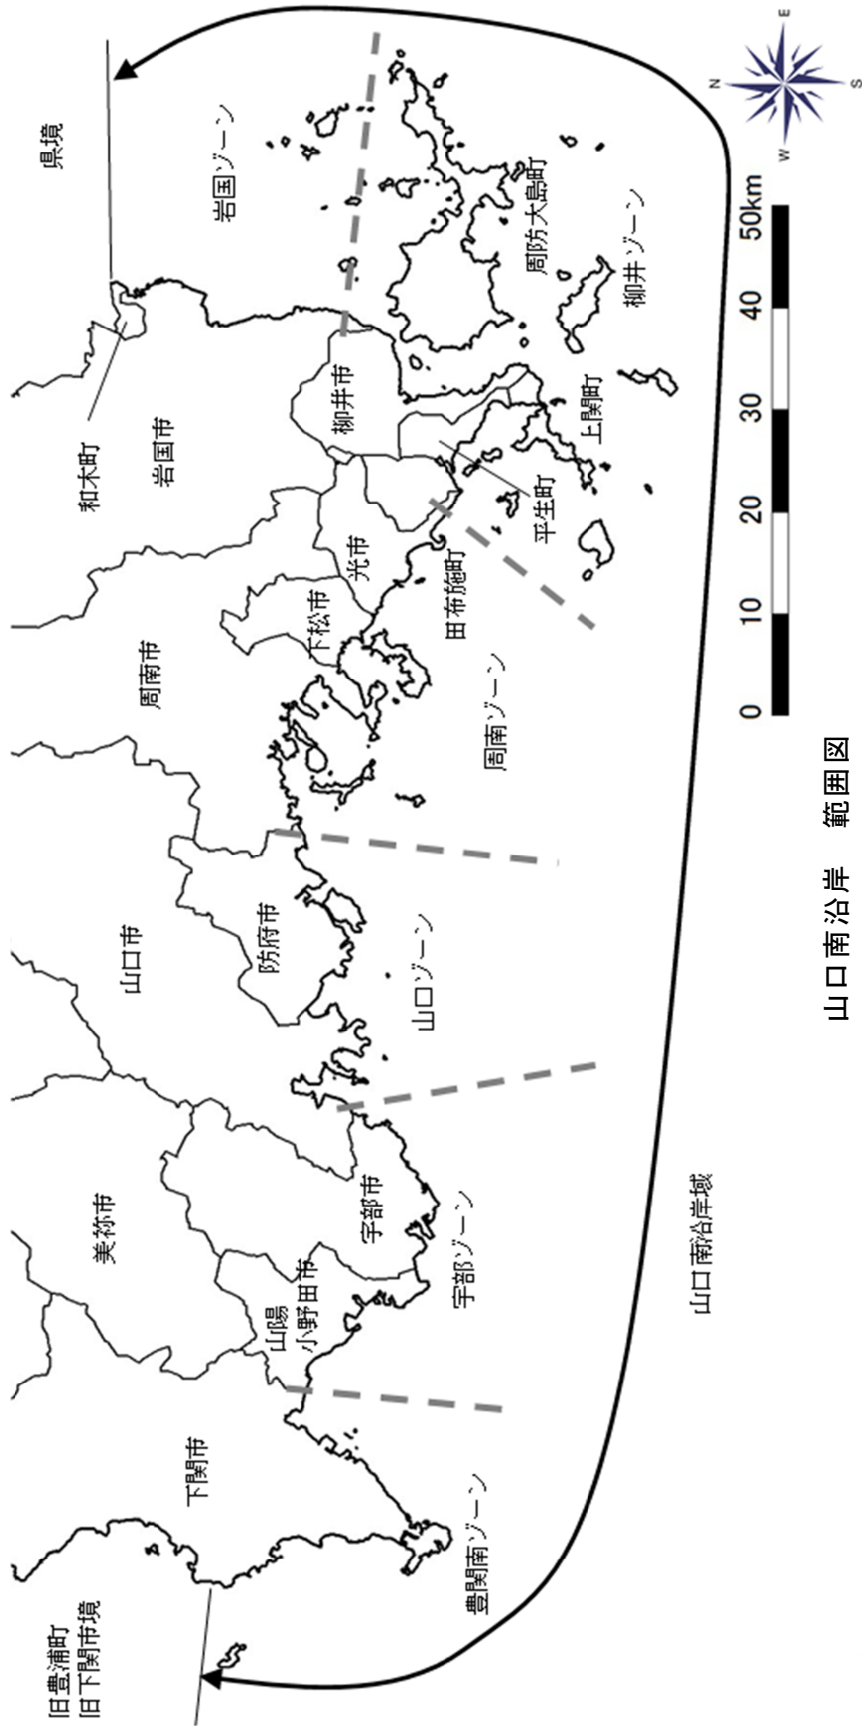 旧豊浦町
旧下関市境
下関市
豊関南ゾーン
美祢市
山陽
小野田市
宇部市
宇部ゾーン
山口南沿岸域
山口市
防府市
山口ゾーン
周南市
下松市
光市
周南ゾーン
田布施町
平生町
和木町
岩国市
柳井市
上関町
県境
岩国ゾーン
周防大島町
柳井ゾーン
0 10 20 30 40 50km
N
E
S
W
山口南沿岸 範囲図